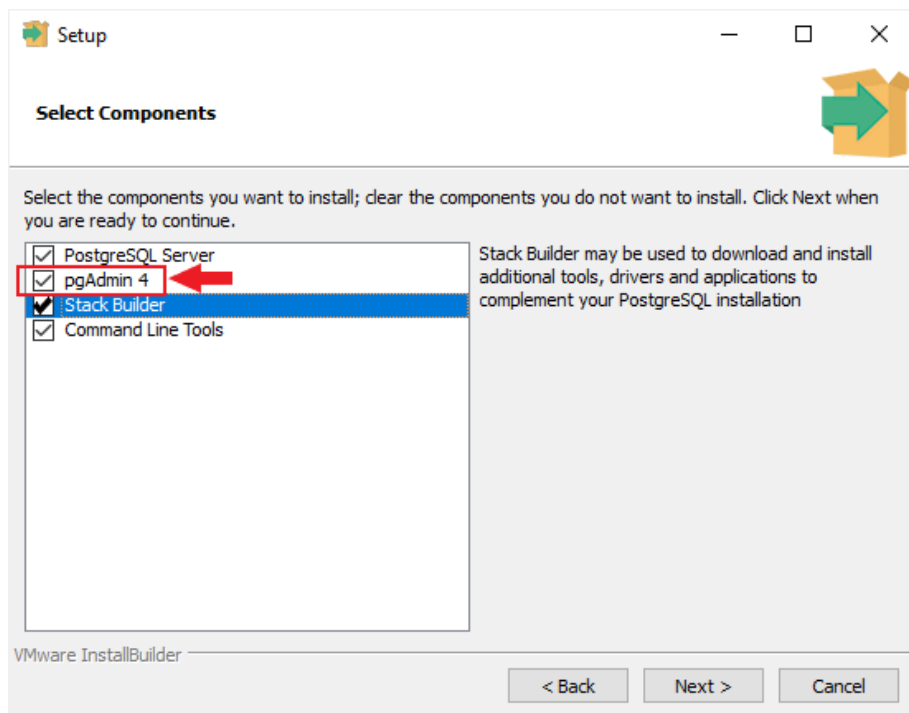 Setup
Select Components
Select the components you want to install; clear the components you do not want to install. Click Next when
you are ready to continue.
PostgreSQL Server
pgAdmin 4
Stack Builder
Command Line Tools
Stack Builder may be used to download and install
additional tools, drivers and applications to
complement your PostgreSQL installation
VMware InstallBuilder
< Back
Next >
Cancel